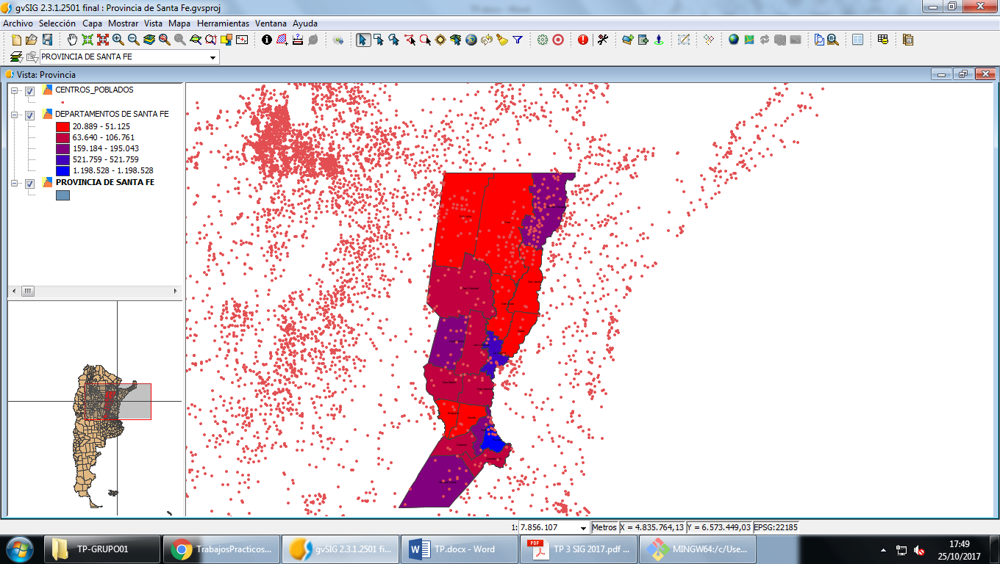 gvSIG 2.3.1.2501 final : Provincia de Santa Fe.gvsproj
Archivo Selección Capa Mostrar Vista Mapa Herramientas Ventana Ayuda
PROVINCIA DE SANTA FE
Vista: Provincia
CENTROS_POBLADOS
DEPARTAMENTOS DE SANTA FE
20.889 - 51.125
63.640 - 106.761
159.184 - 195.043
521.759 - 521.759
1.198.528 - 1.198.528
PROVINCIA DE SANTA FE
1: 7.856.107 Metros X = 4.835.764,13 Y = 6.573.449,03 EPSG:22185
TP-GRUPO01
TrabajosPracticos...
gvSIG 2.3.1.2501 fi...
TP.docx - Word
PDF
TP 3 SIG 2017.pdf ...
MINGW64:/c/Use...
17:49
25/10/2017